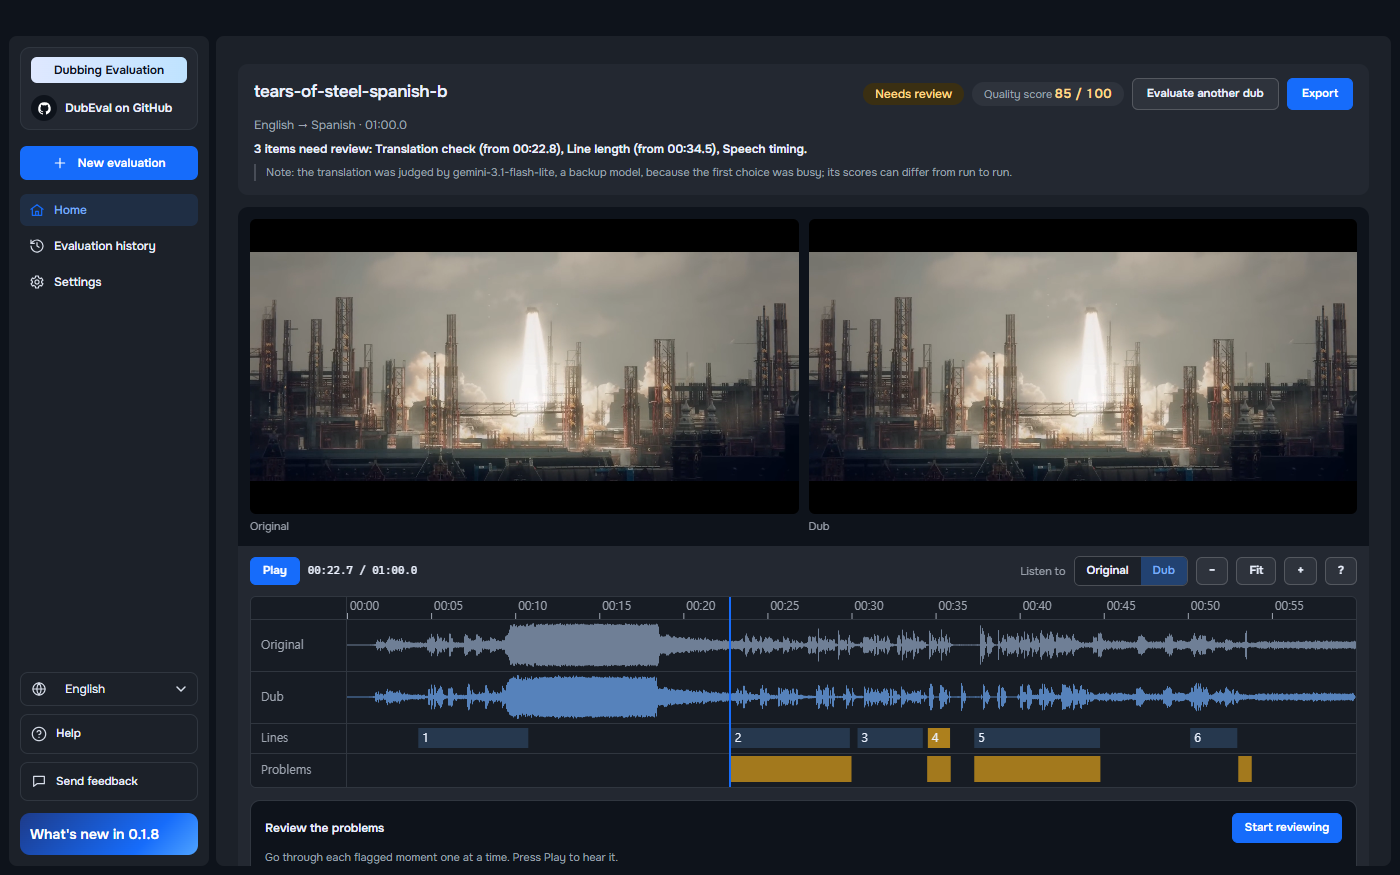 Dubbing Evaluation
DubEval on GitHub
New evaluation
Home
Evaluation history
Settings
English
Help
Send feedback
What's new in 0.1.8
tears-of-steel-spanish-b
Needs review
Quality score 85 / 100
Evaluate another dub
Export
English → Spanish · 01:00.0
3 items need review: Translation check (from 00:22.8), Line length (from 00:34.5), Speech timing.
Note: the translation was judged by gemini-3.1-flash-lite, a backup model, because the first choice was busy; its scores can differ from run to run.
Original
Dub
Play
00:22.7 / 01:00.0
Listen to
Original
Dub
-
Fit
+
?
00:00 00:05 00:10 00:15 00:20 00:25 00:30 00:35 00:40 00:45 00:50 00:55
Original
Dub
Lines
1 2 3 4 5 6
Problems
Review the problems
Start reviewing
Go through each flagged moment one at a time. Press Play to hear it.